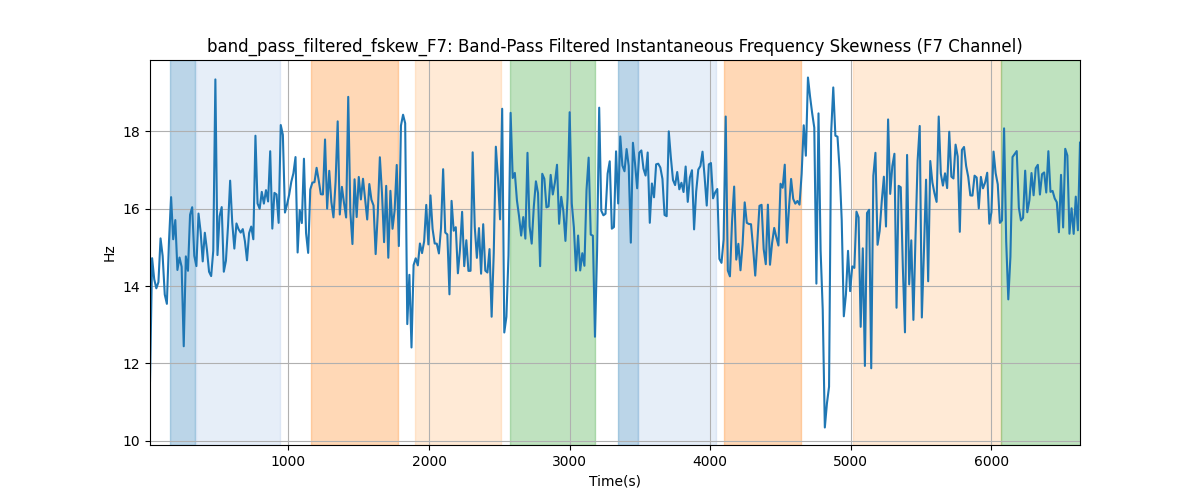 band_pass_filtered_fskew_F7: Band-Pass Filtered Instantaneous Frequency Skewness (F7 Channel)
Hz
18
16
14
12
10
1000 2000 3000 4000 5000 6000
Time(s)